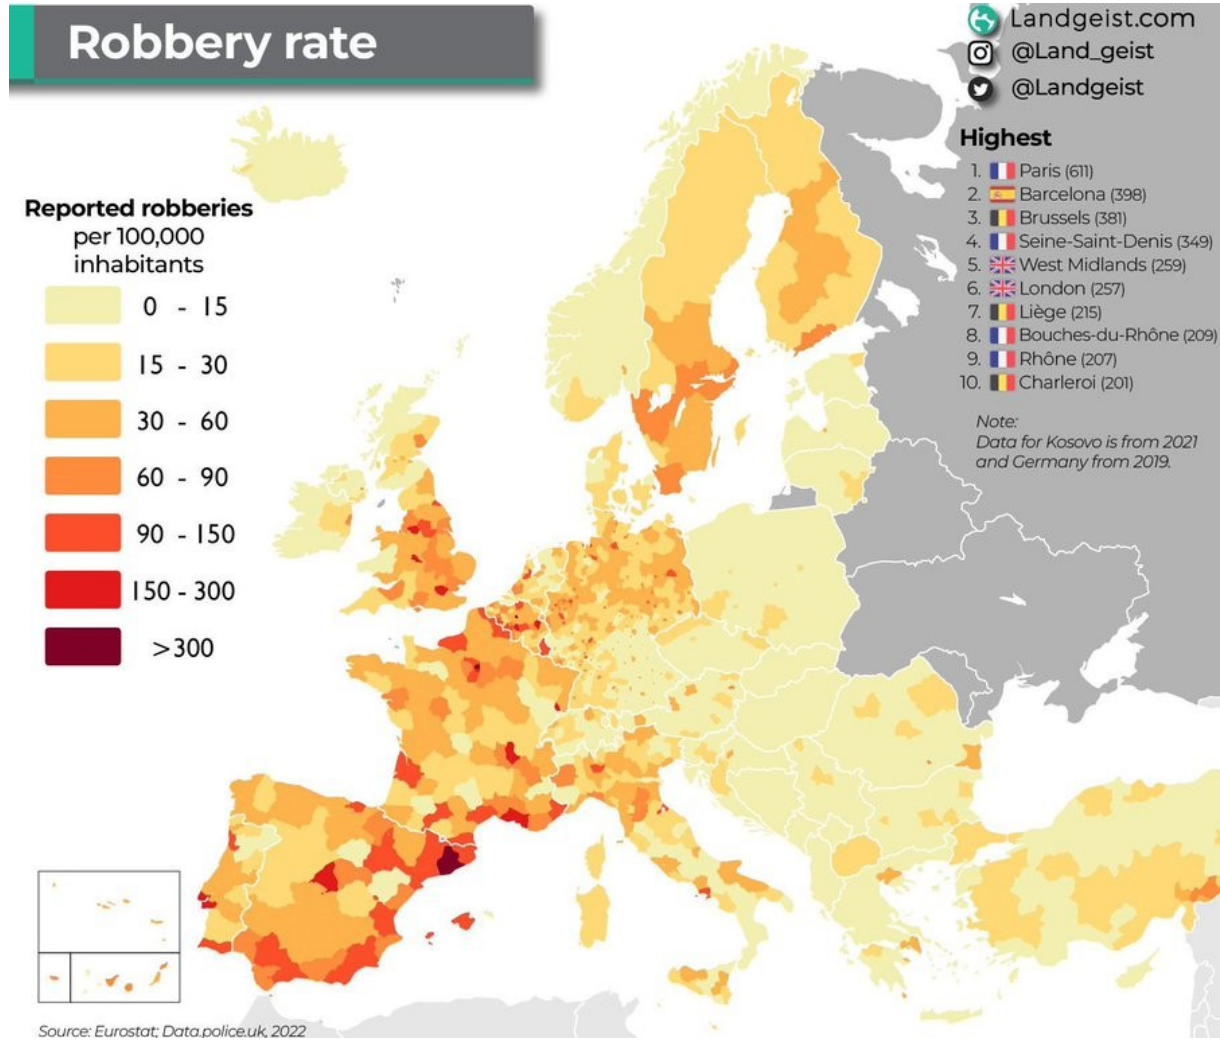 Robbery rate
Landgeist.com
@Land_geist
@Landgeist
Highest
1. Paris (611)
2. Barcelona (398)
3. Brussels (381)
4. Seine-Saint-Denis (349)
5. West Midlands (259)
6. London (257)
7. Liège (215)
8. Bouches-du-Rhône (209)
9. Rhône (207)
10. Charleroi (201)
Note:
Data for Kosovo is from 2021
and Germany from 2019.
Reported robberies
per 100,000
inhabitants
0 - 15
15 - 30
30 - 60
60 - 90
90 - 150
150 - 300
>300
Source: Eurostat; Data.police.uk, 2022